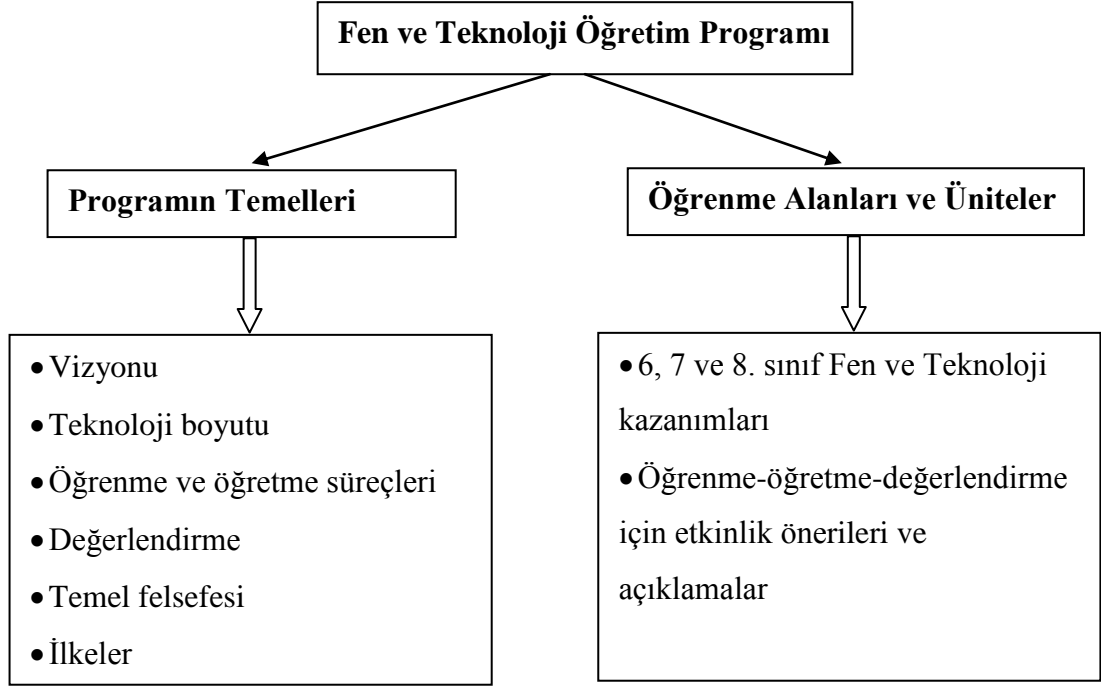 Fen ve Teknoloji Öğretim Programı
Programın Temelleri
Öğrenme Alanları ve Üniteler
• Vizyonu
• Teknoloji boyutu
• Öğrenme ve öğretme süreçleri
• Değerlendirme
• Temel felsefesi
• İlkeler
• 6, 7 ve 8. sınıf Fen ve Teknoloji
kazanımları
• Öğrenme-öğretme-değerlendirme
için etkinlik önerileri ve
açıklamalar